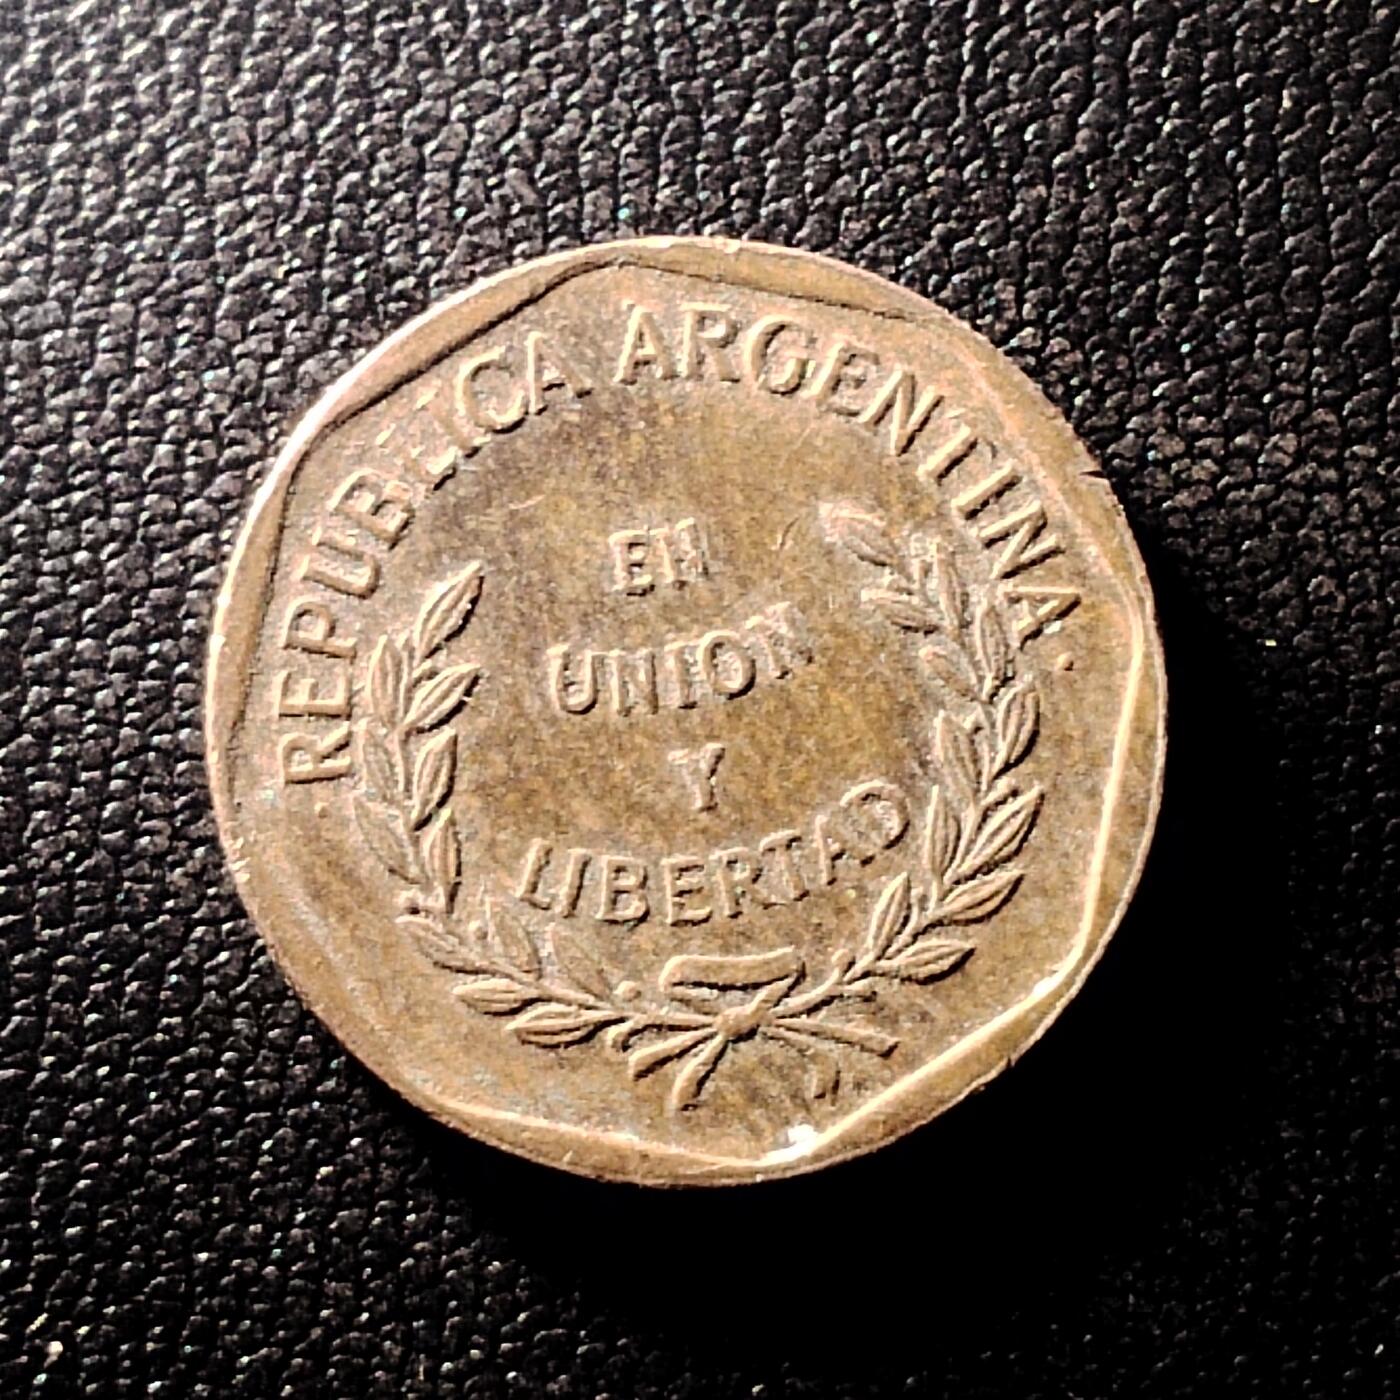 ·REPUBLICA ARGENTINA·
EN
UNION
Y
LIBERTAD